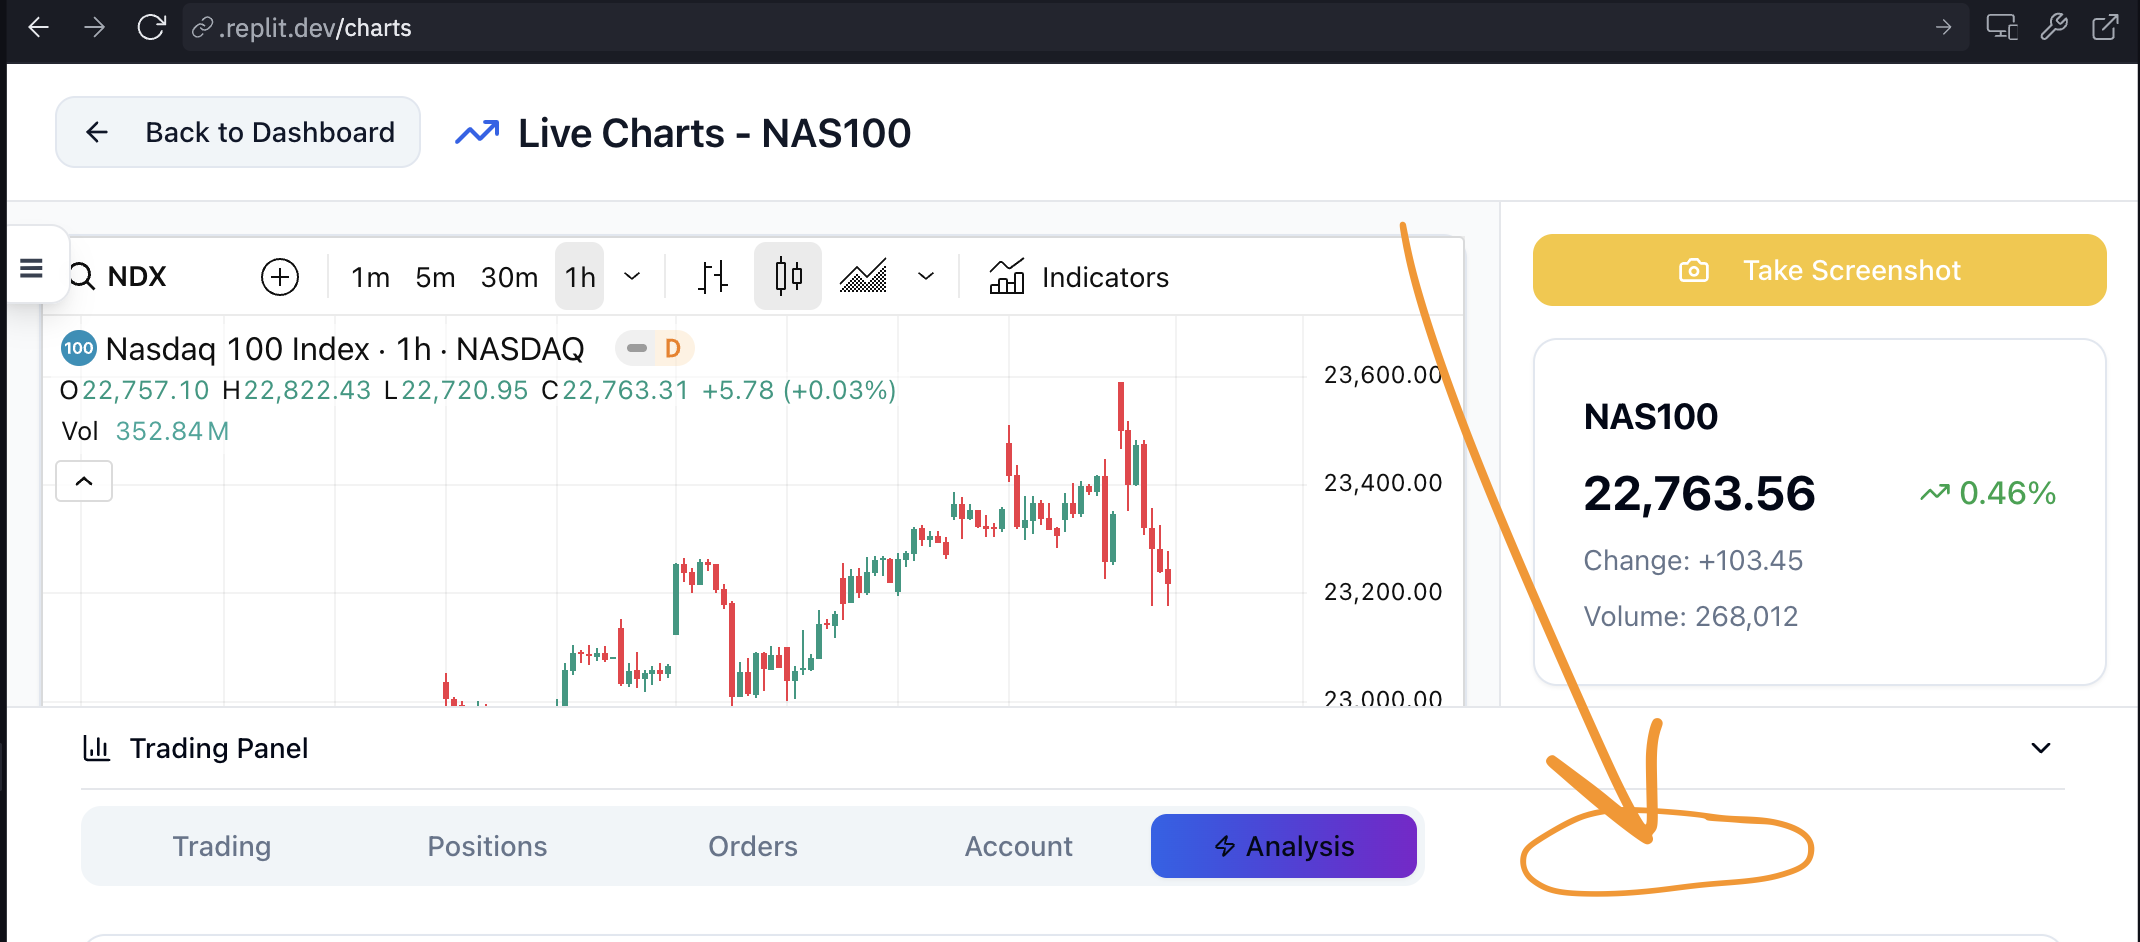 .replit.dev/charts
Back to Dashboard
Live Charts - NAS100
NDX 1m 5m 30m 1h Indicators
Take Screenshot
100 Nasdaq 100 Index · 1h · NASDAQ D
O22,757.10 H22,822.43 L22,720.95 C22,763.31 +5.78 (+0.03%)
Vol 352.84M
23,600.00
23,400.00
23,200.00
23,000.00
NAS100
22,763.56 0.46%
Change: +103.45
Volume: 268,012
Trading Panel
Trading Positions Orders Account Analysis